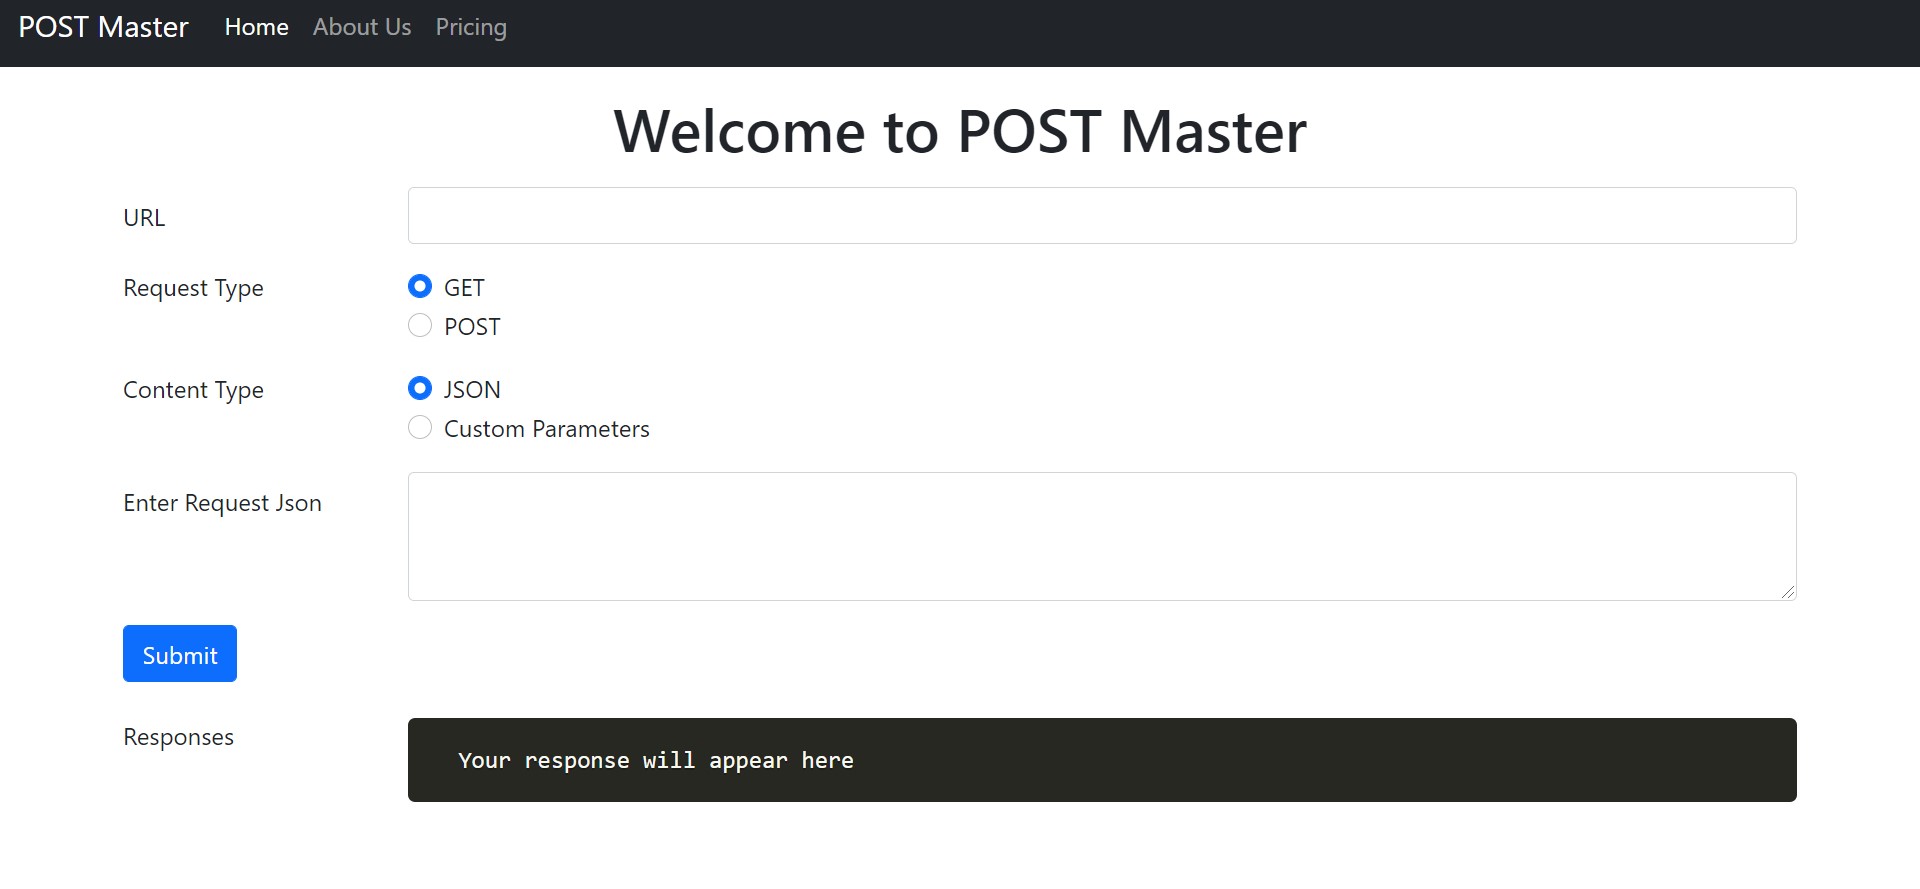 POST Master Home About Us Pricing
Welcome to POST Master
URL
Request Type GET
POST
Content Type JSON
Custom Parameters
Enter Request Json
Submit
Responses
Your response will appear here